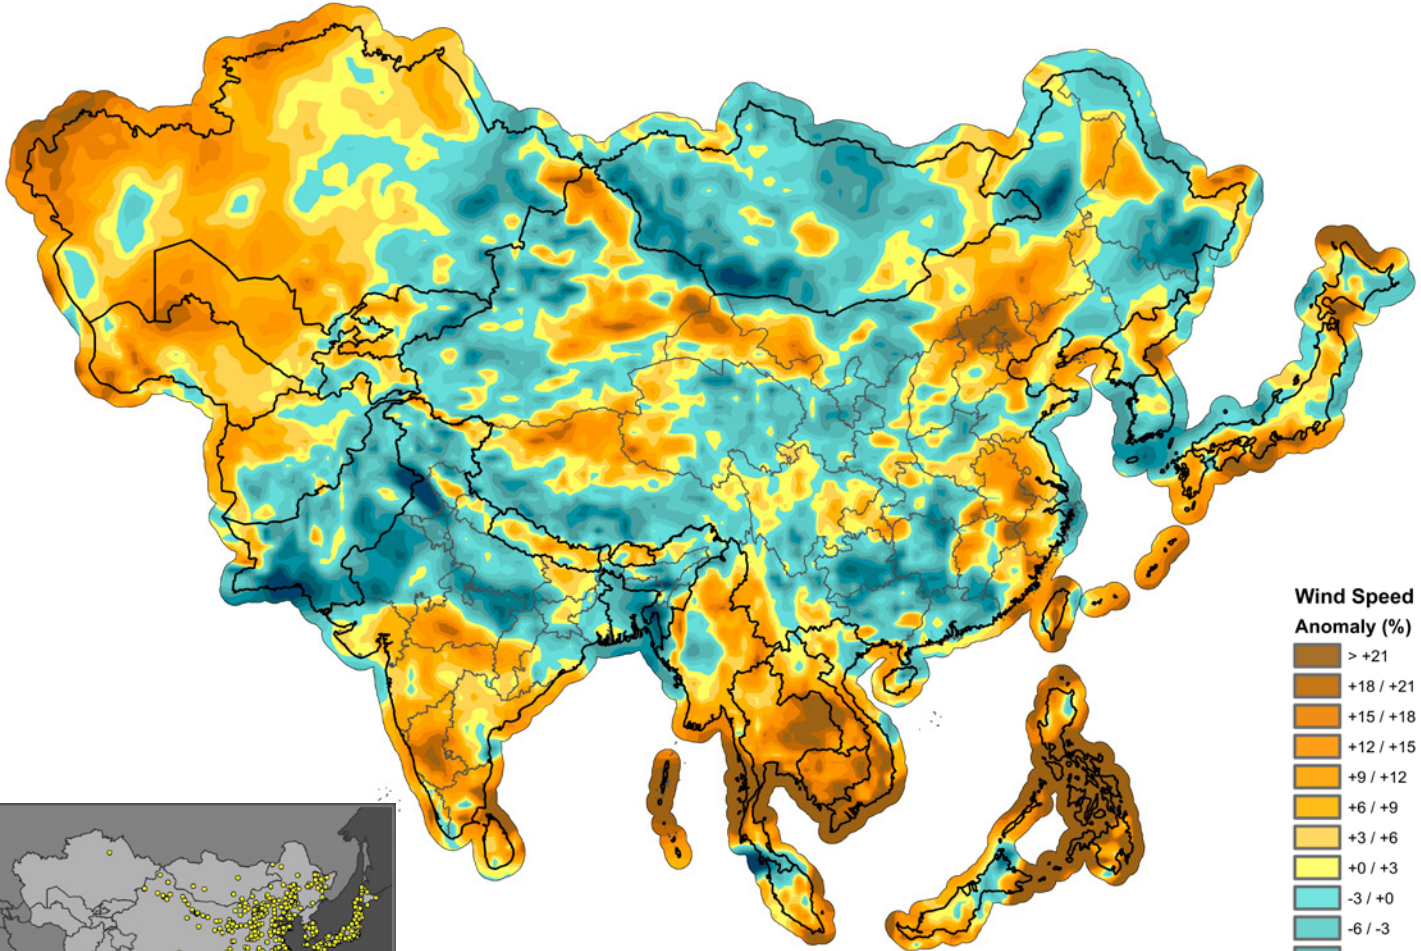 Wind Speed
Anomaly (%)
> +21
+18 / +21
+15 / +18
+12 / +15
+9 / +12
+6 / +9
+3 / +6
+0 / +3
-3 / +0
-6 / -3